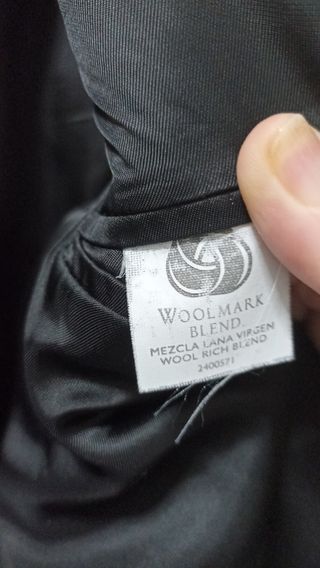 WOOLMARK
BLEND
MEZCLA LANA VIRGEN
WOOL RICH BLEND
2400571